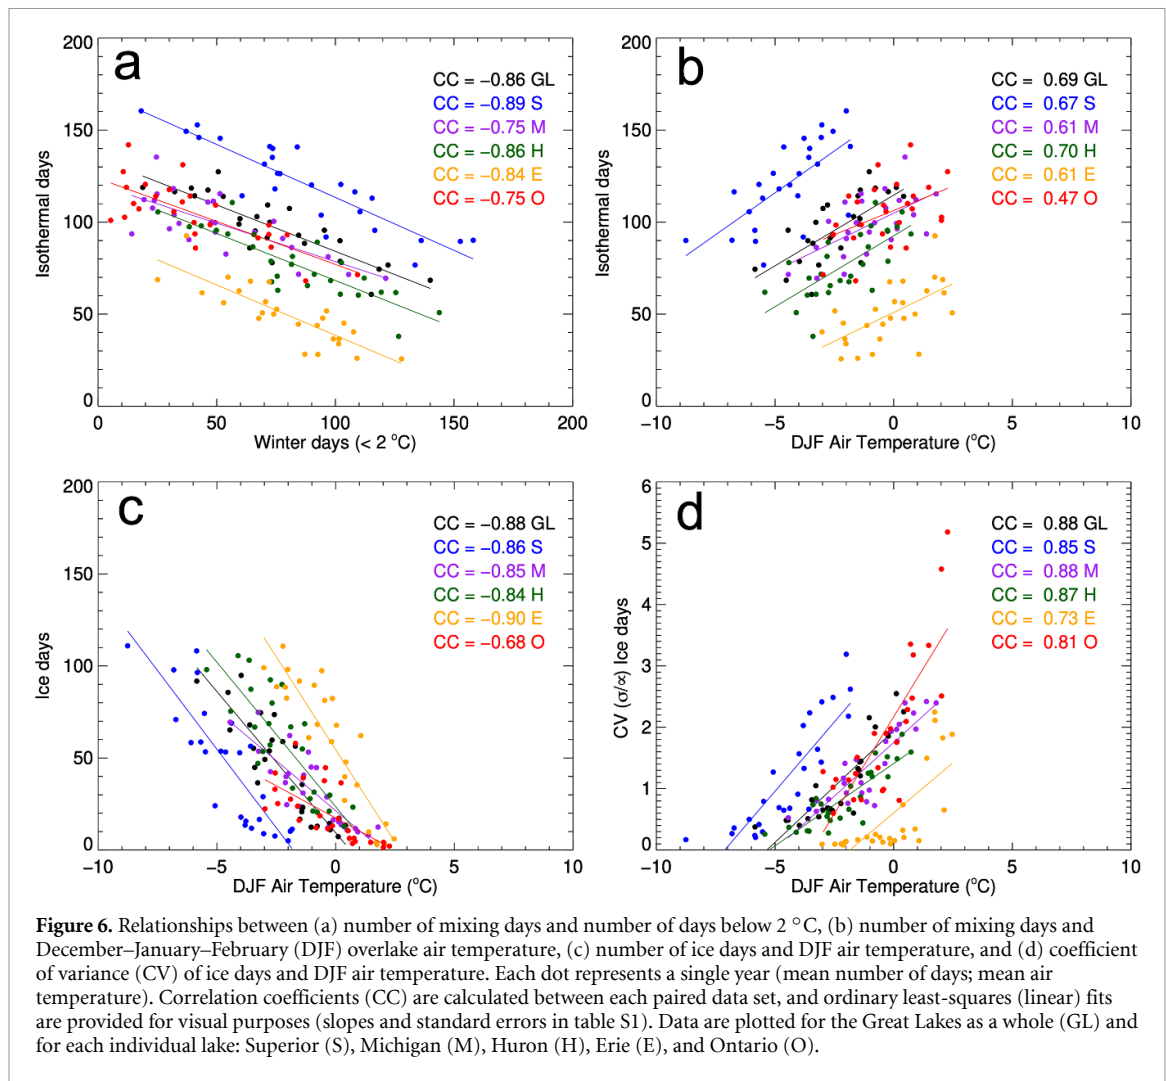 a
CC = −0.86 GL
CC = −0.89 S
CC = −0.75 M
CC = −0.86 H
CC = −0.84 E
CC = −0.75 O
200
150
100
50
0
Isothermal days
0 50 100 150 200
Winter days (< 2 °C)
b
CC = 0.69 GL
CC = 0.67 S
CC = 0.61 M
CC = 0.70 H
CC = 0.61 E
CC = 0.47 O
200
150
100
50
0
Isothermal days
−10 −5 0 5 10
DJF Air Temperature (°C)
c
CC = −0.88 GL
CC = −0.86 S
CC = −0.85 M
CC = −0.84 H
CC = −0.90 E
CC = −0.68 O
200
150
100
50
0
Ice days
−10 −5 0 5 10
DJF Air Temperature (°C)
d
CC = 0.88 GL
CC = 0.85 S
CC = 0.88 M
CC = 0.87 H
CC = 0.73 E
CC = 0.81 O
6
5
4
3
2
1
0
CV (σ/∝) Ice days
−10 −5 0 5 10
DJF Air Temperature (°C)
Figure 6. Relationships between (a) number of mixing days and number of days below 2 °C, (b) number of mixing days and
December–January–February (DJF) overlake air temperature, (c) number of ice days and DJF air temperature, and (d) coefficient
of variance (CV) of ice days and DJF air temperature. Each dot represents a single year (mean number of days; mean air
temperature). Correlation coefficients (CC) are calculated between each paired data set, and ordinary least-squares (linear) fits
are provided for visual purposes (slopes and standard errors in table S1). Data are plotted for the Great Lakes as a whole (GL) and
for each individual lake: Superior (S), Michigan (M), Huron (H), Erie (E), and Ontario (O).